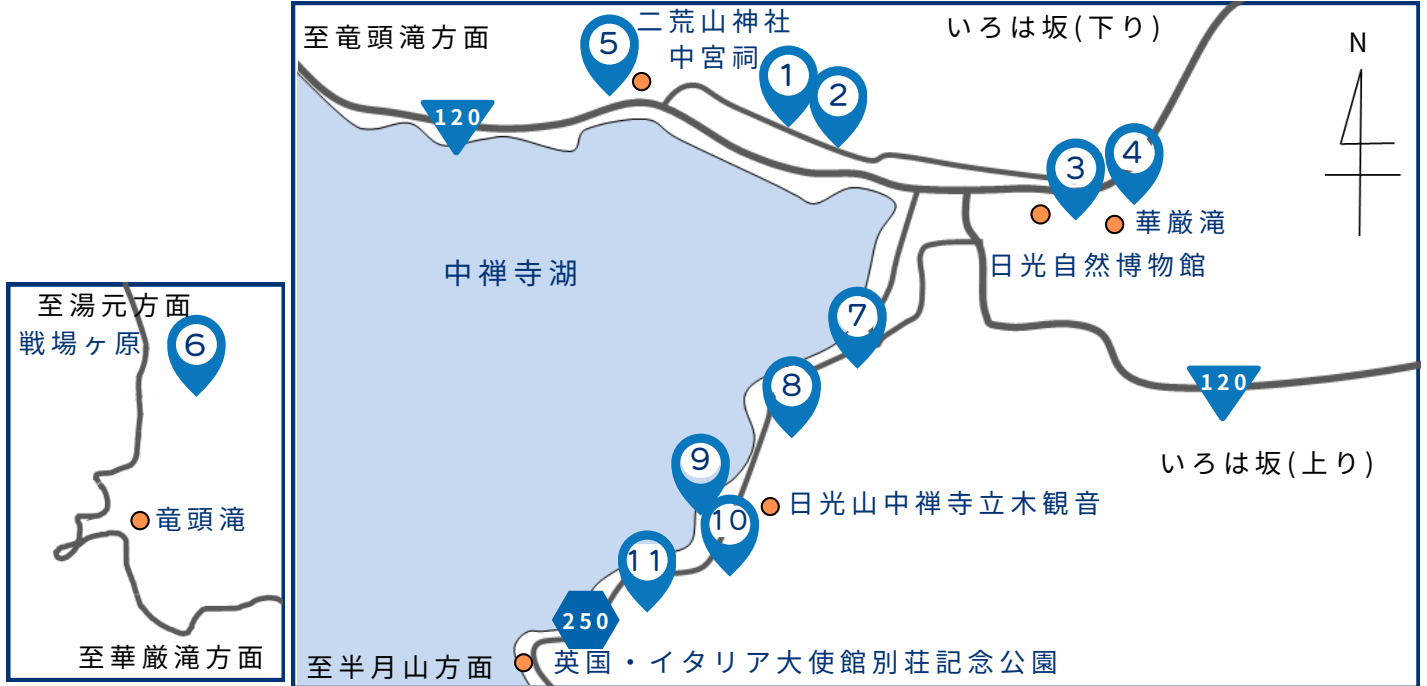 至湯元方面
戦場ヶ原
6
竜頭滝
至華厳滝方面
至竜頭滝方面
5
二荒山神社
中宮祠
1
2
いろは坂(下り)
N
120
3
4
華厳滝
日光自然博物館
中禅寺湖
7
8
120
いろは坂(上り)
9
10
日光山中禅寺立木観音
11
250
至半月山方面
英国・イタリア大使館別荘記念公園